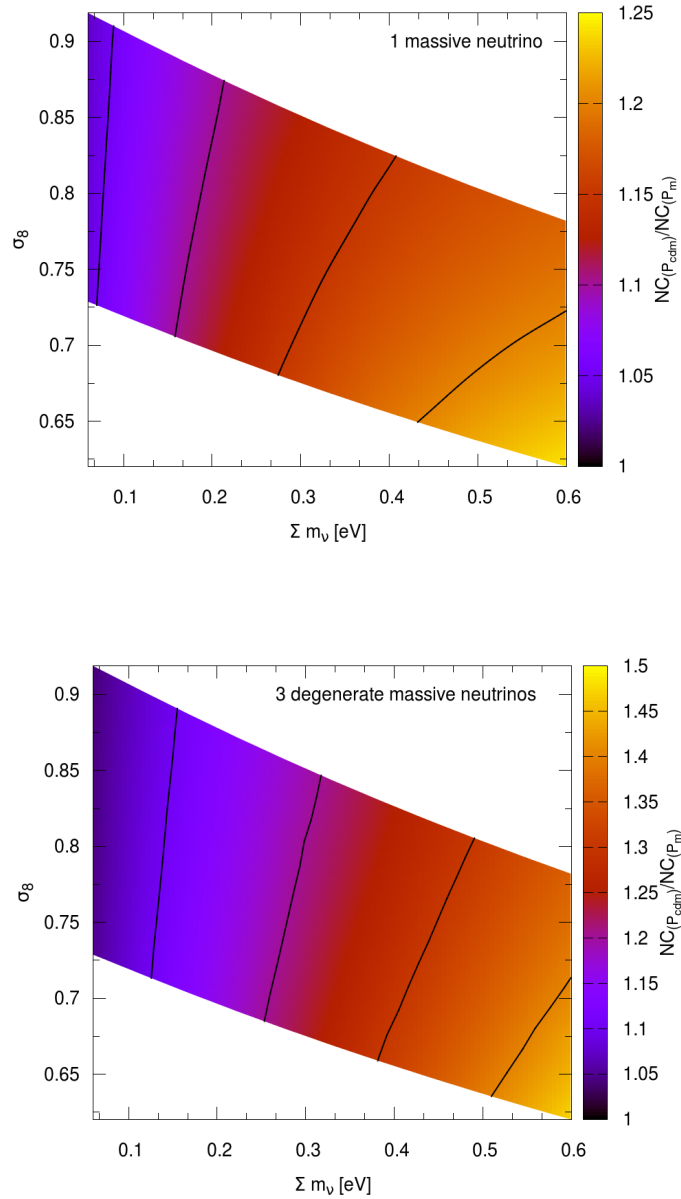 1 massive neutrino
0.9
0.85
0.8
0.75
0.7
0.65
σ8
0.1 0.2 0.3 0.4 0.5 0.6
Σ mν [eV]
1.25
1.2
1.15
1.1
1.05
1
NC(Pcdm)/NC(Pm)
3 degenerate massive neutrinos
0.9
0.85
0.8
0.75
0.7
0.65
σ8
0.1 0.2 0.3 0.4 0.5 0.6
Σ mν [eV]
1.5
1.45
1.4
1.35
1.3
1.25
1.2
1.15
1.1
1.05
1
NC(Pcdm)/NC(Pm)